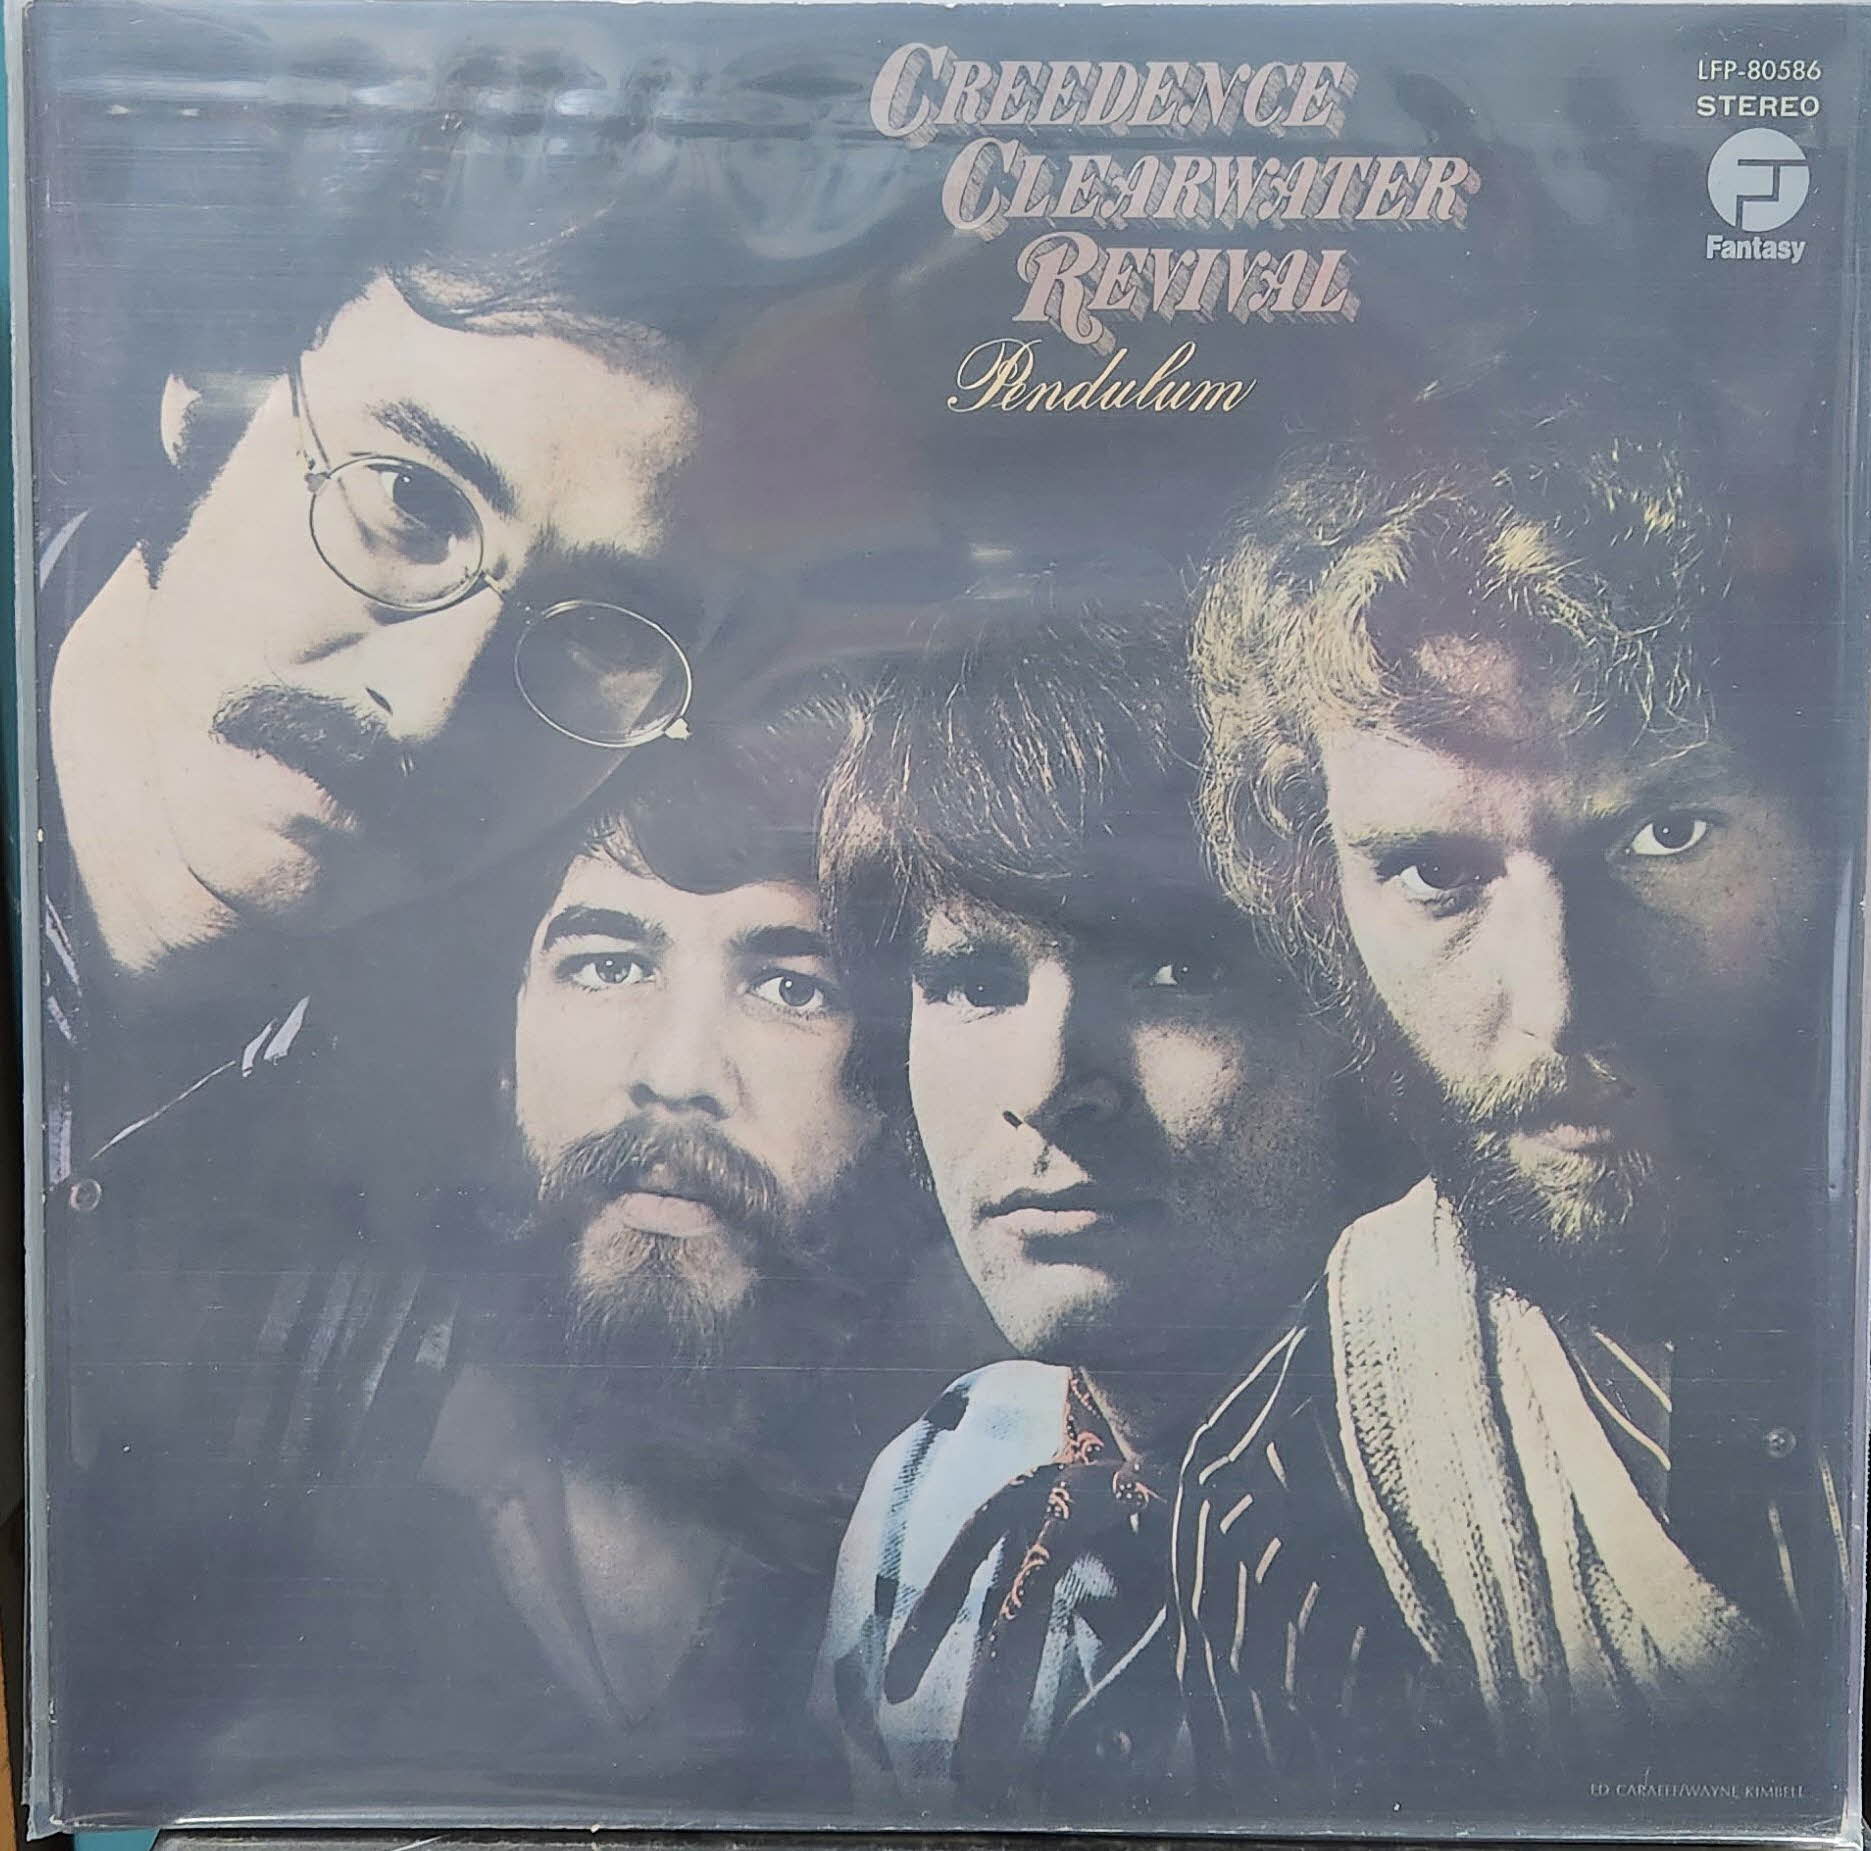 CREEDENCE
CLEARWATER
REVIVAL
Pendulum
LFP-80586
STEREO
Fantasy
ED CARAEFF/WAYNE KIMBELL